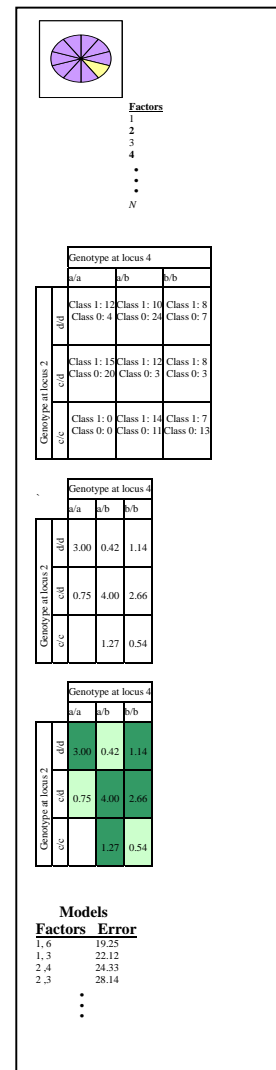 Factors
1
2
3
4
N
Genotype at locus 4
a/a a/b b/b
Genotype at locus 2
d/d
Class 1: 12 Class 1: 10 Class 1: 8
Class 0: 4 Class 0: 24 Class 0: 7
c/d
Class 1: 15 Class 1: 12 Class 1: 8
Class 0: 20 Class 0: 3 Class 0: 3
c/c
Class 1: 0 Class 1: 14 Class 1: 7
Class 0: 0 Class 0: 11 Class 0: 13
`
Genotype at locus 4
a/a a/b b/b
Genotype at locus 2
d/d 3.00 0.42 1.14
c/d 0.75 4.00 2.66
c/c 1.27 0.54
Genotype at locus 4
a/a a/b b/b
Genotype at locus 2
d/d 3.00 0.42 1.14
c/d 0.75 4.00 2.66
c/c 1.27 0.54
Models
Factors Error
1, 6 19.25
1, 3 22.12
2 ,4 24.33
2 ,3 28.14